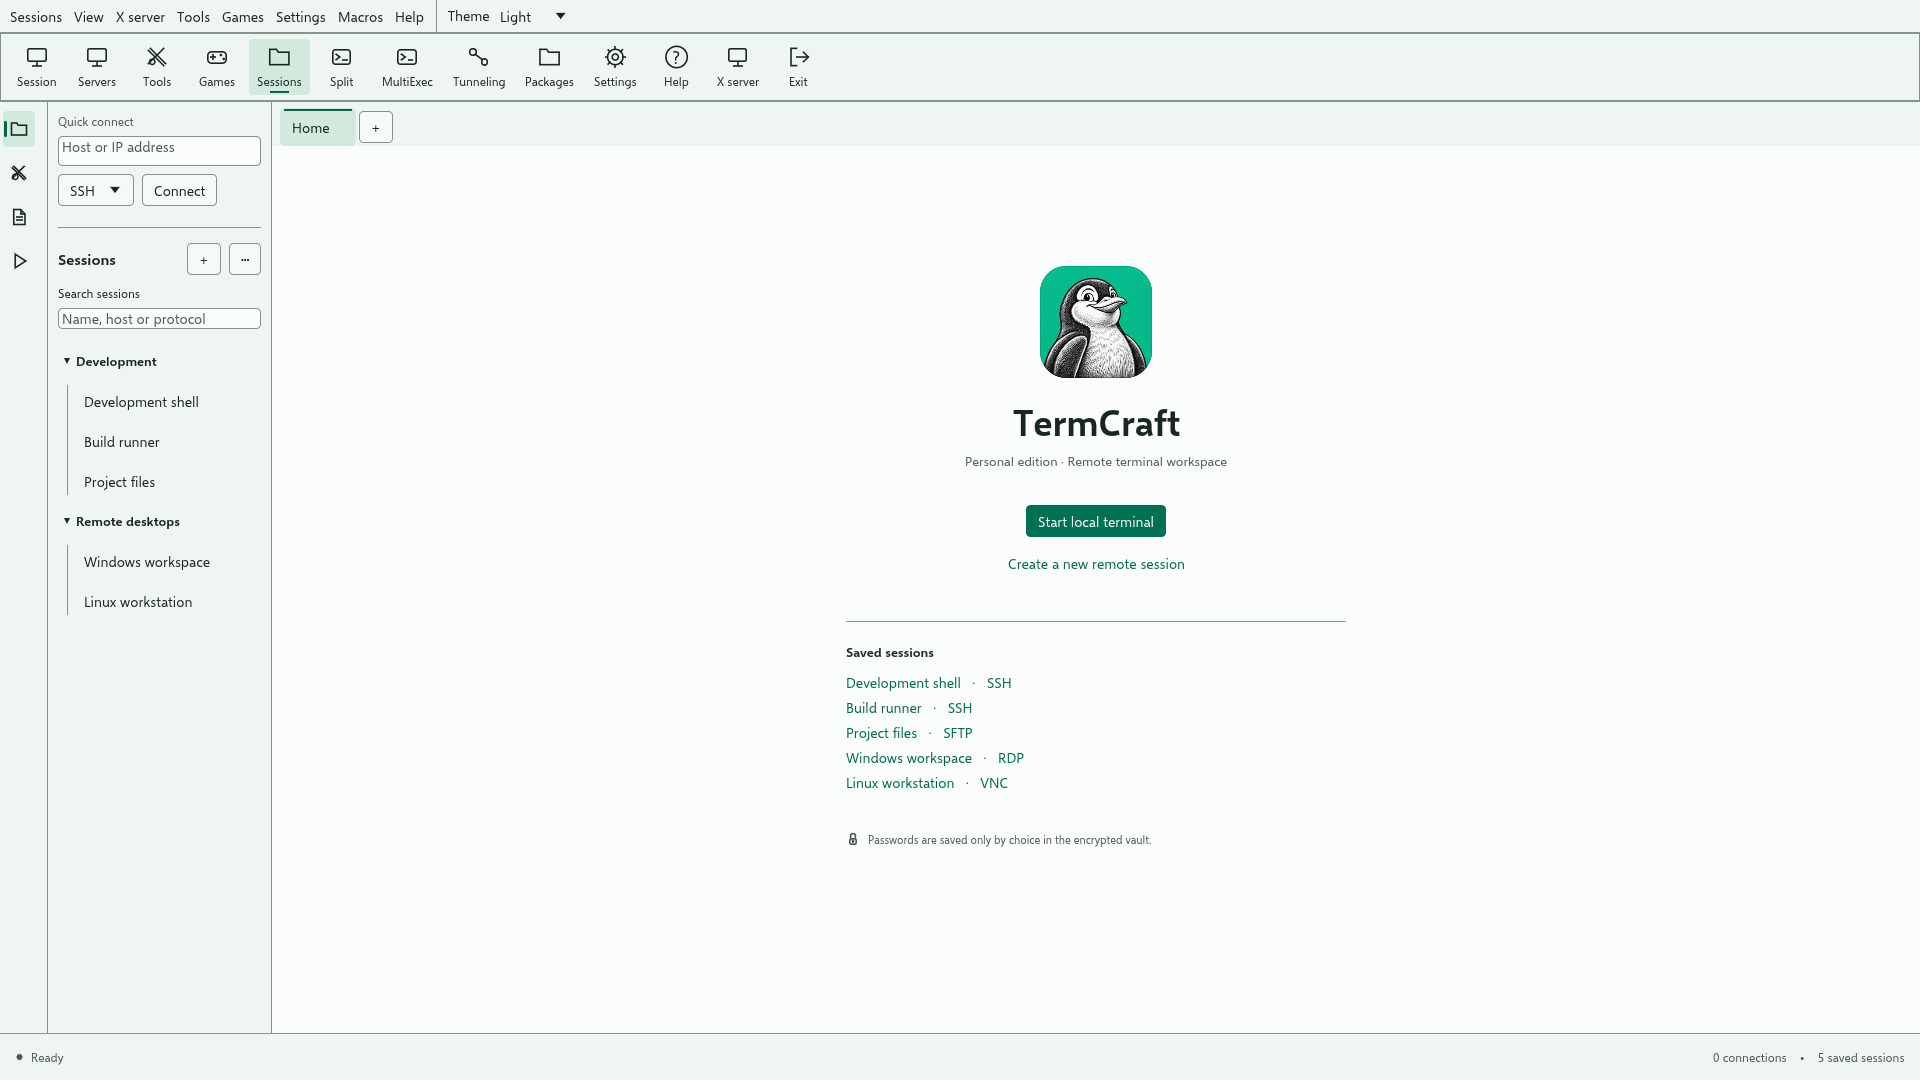 Sessions View X server Tools Games Settings Macros Help Theme Light
Session Servers Tools Games Sessions Split MultiExec Tunneling Packages Settings Help X server Exit
Quick connect
Host or IP address
SSH Connect
Sessions + ...
Search sessions
Name, host or protocol
Development
Development shell
Build runner
Project files
Remote desktops
Windows workspace
Linux workstation
Home +
TermCraft
Personal edition · Remote terminal workspace
Start local terminal
Create a new remote session
Saved sessions
Development shell · SSH
Build runner · SSH
Project files · SFTP
Windows workspace · RDP
Linux workstation · VNC
Passwords are saved only by choice in the encrypted vault.
● Ready
0 connections • 5 saved sessions